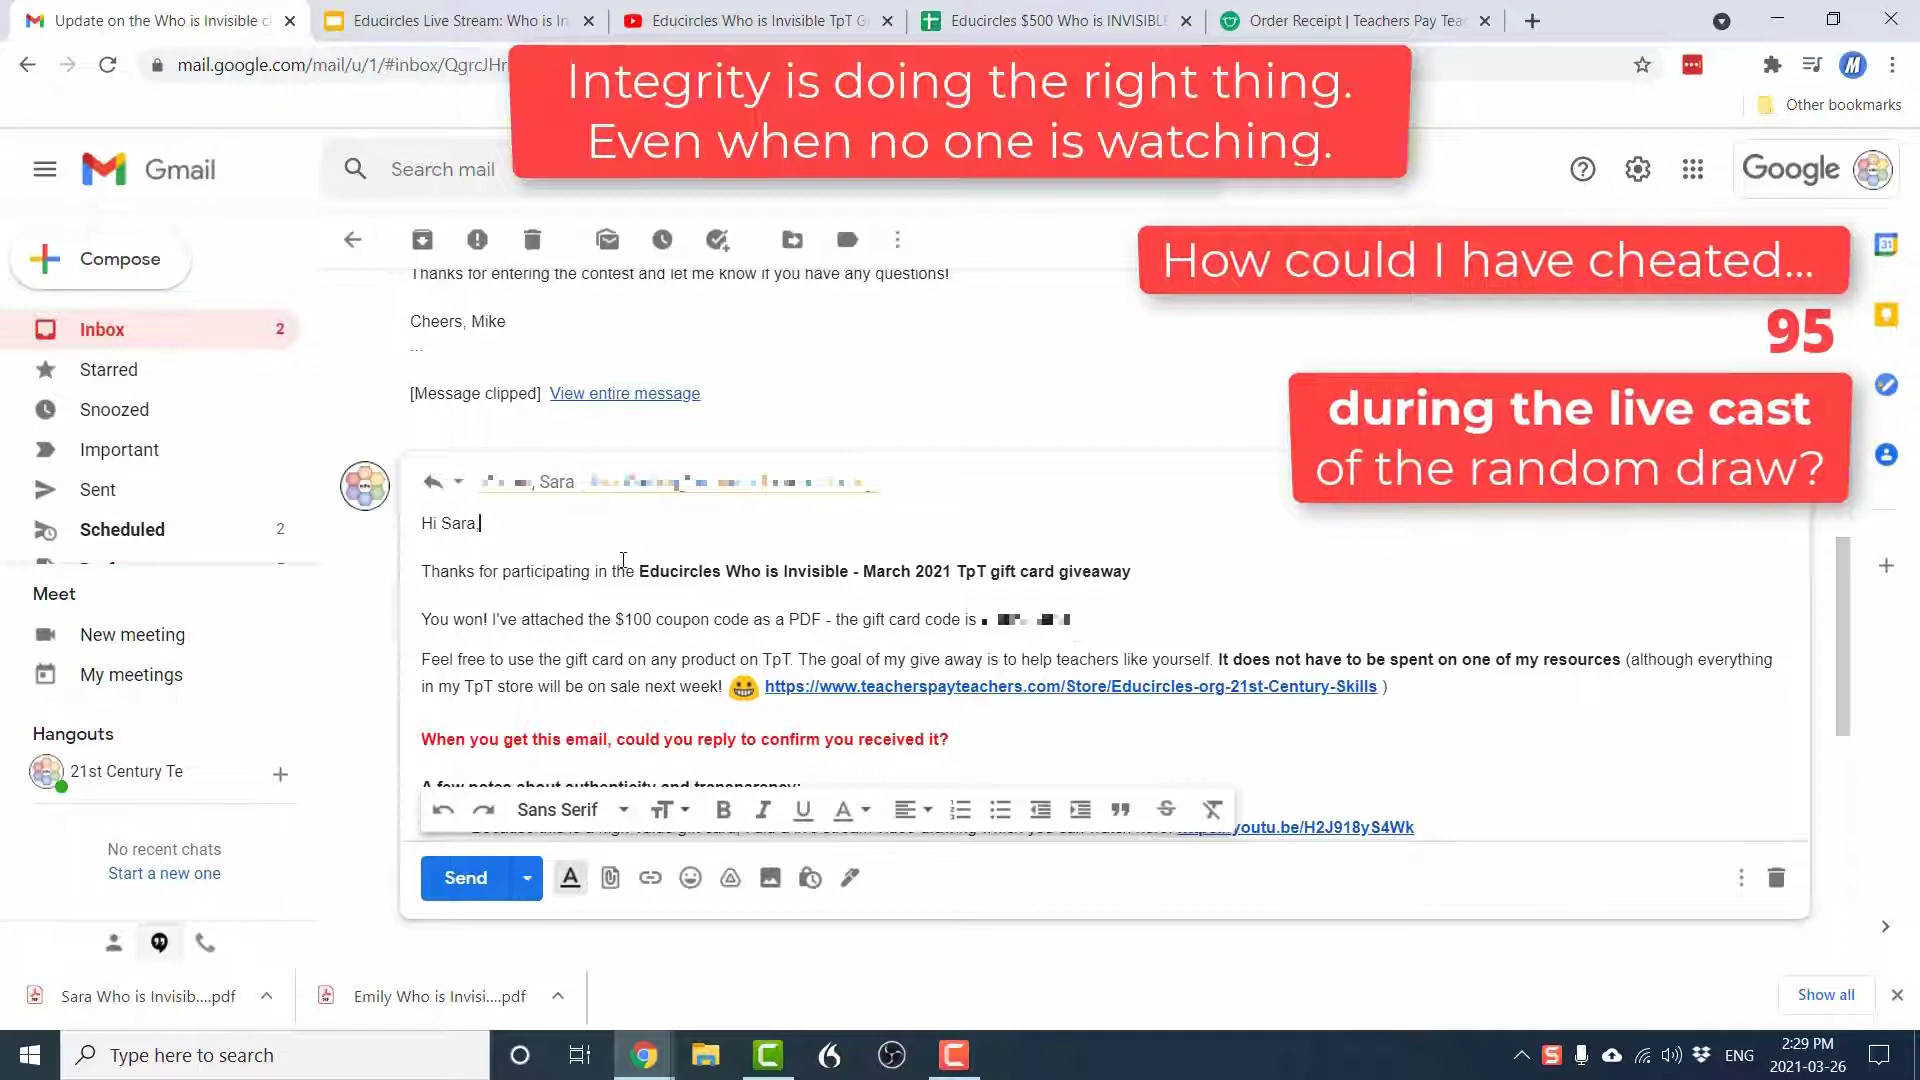 Update on the Who is Invisible c
Educircles Live Stream: Who is In
Educircles Who is Invisible TpT G
Educircles $500 Who is INVISIBLE
Order Receipt | Teachers Pay Tea
mail.google.com/mail/u/1/#inbox/QgrcJHr
Other bookmarks
Integrity is doing the right thing.
Even when no one is watching.
Gmail
Search mail
Google
How could I have cheated...
95
during the live cast
of the random draw?
Compose
Inbox 2
Starred
Snoozed
Important
Sent
Scheduled 2
Meet
New meeting
My meetings
Hangouts
21st Century Te
No recent chats
Start a new one
Thanks for entering the contest and let me know if you have any questions!
Cheers, Mike
...
[Message clipped] View entire message
, Sara
Hi Sara,
Thanks for participating in the Educircles Who is Invisible - March 2021 TpT gift card giveaway
You won! I've attached the $100 coupon code as a PDF - the gift card code is
Feel free to use the gift card on any product on TpT. The goal of my give away is to help teachers like yourself. It does not have to be spent on one of my resources (although everything
in my TpT store will be on sale next week! https://www.teacherspayteachers.com/Store/Educircles-org-21st-Century-Skills )
When you get this email, could you reply to confirm you received it?
A few notes about authenticity and transparency:
Sans Serif
youtu.be/H2J918yS4Wk
Send
Sara Who is Invisib....pdf
Emily Who is Invisi....pdf
Show all
Type here to search
ENG
2:29 PM
2021-03-26